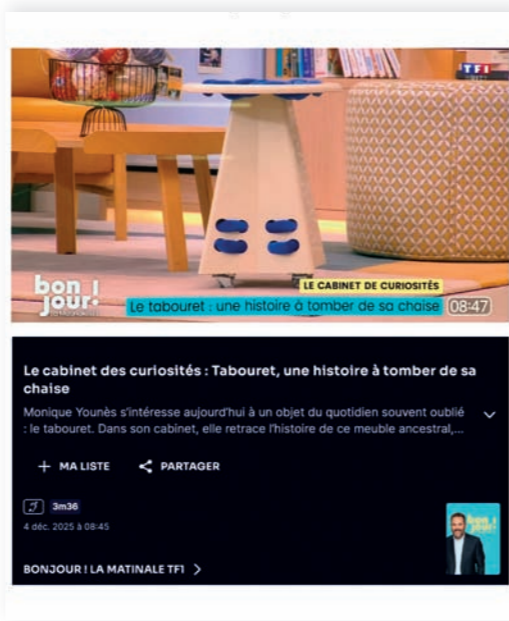 TF1
bon
jour!
LE CABINET DE CURIOSITÉS
Le tabouret : une histoire à tomber de sa chaise
08:47
Le cabinet des curiosités : Tabouret, une histoire à tomber de sa
chaise
Monique Younès s'intéresse aujourd'hui à un objet du quotidien souvent oublié
: le tabouret. Dans son cabinet, elle retrace l'histoire de ce meuble ancestral,...
+ MA LISTE
PARTAGER
3m36
4 déc. 2025 à 08:45
bon
jour!
BONJOUR ! LA MATINALE TF1 >